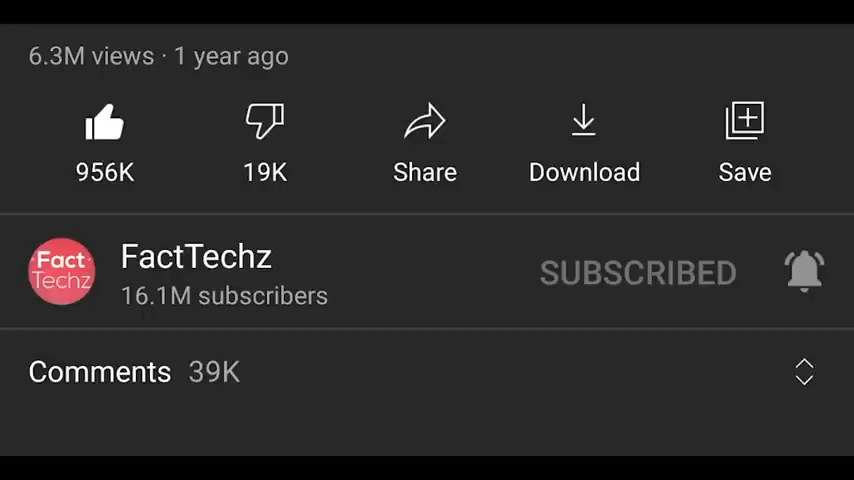 6.3M views · 1 year ago
956K
19K
Share
Download
Save
Fact
Techz
FactTechz
16.1M subscribers
SUBSCRIBED
Comments 39K